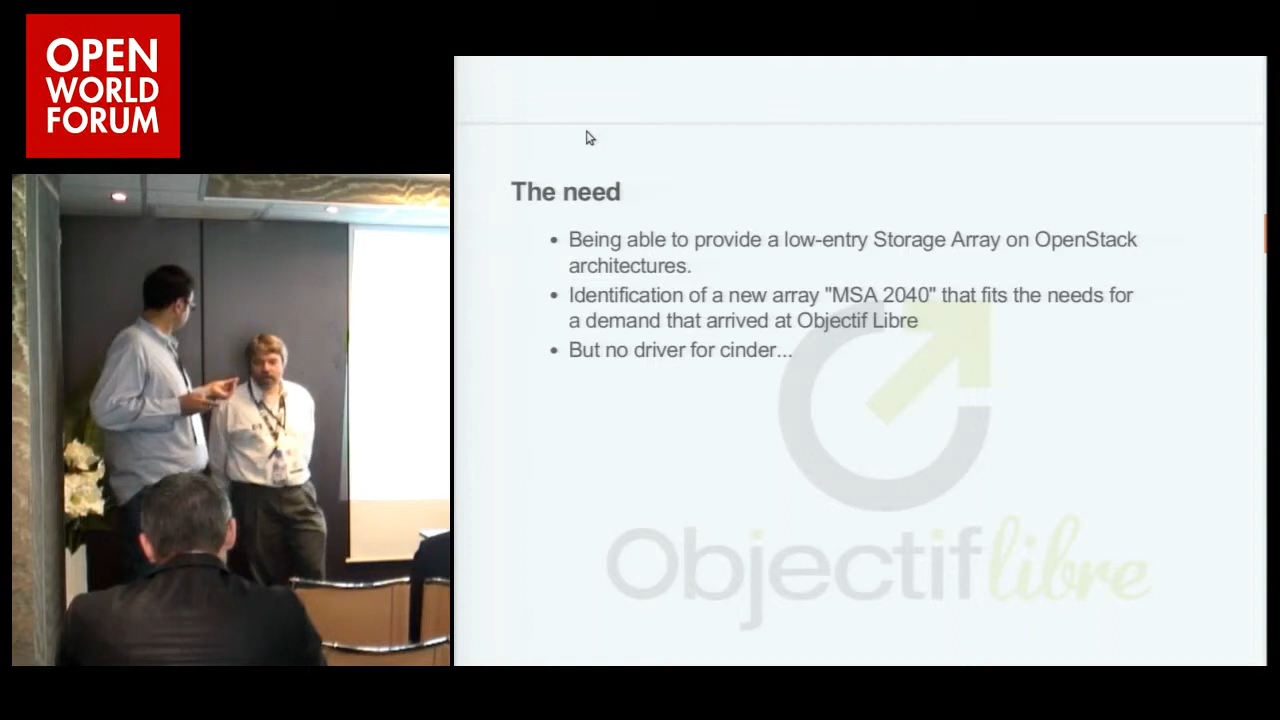 OPEN
WORLD
FORUM
The need
• Being able to provide a low-entry Storage Array on OpenStack
architectures.
• Identification of a new array "MSA 2040" that fits the needs for
a demand that arrived at Objectif Libre
• But no driver for cinder...
Objectif libre